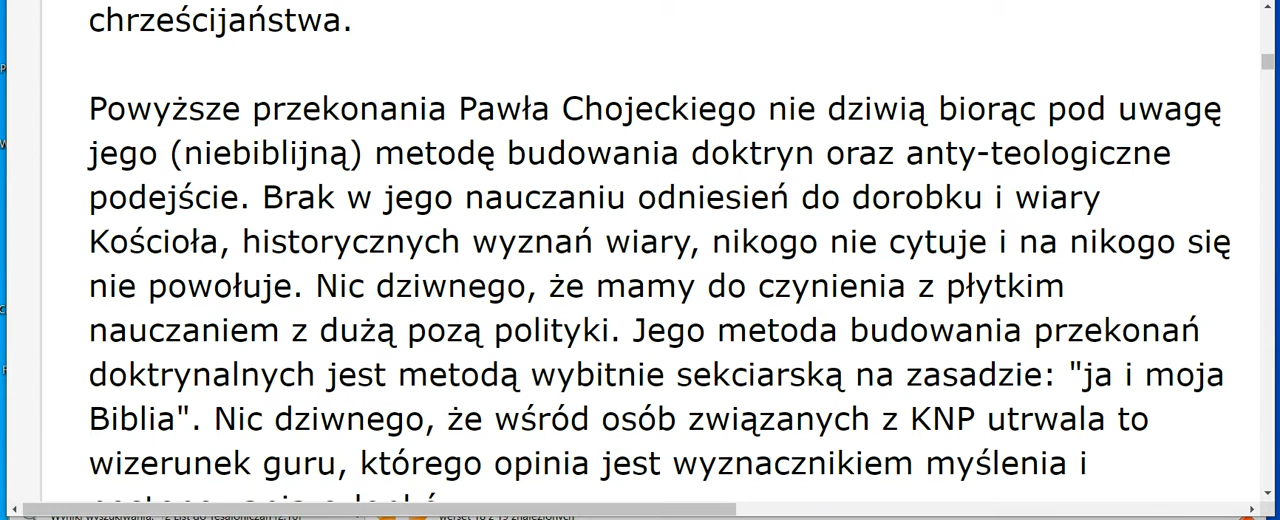 chrześcijaństwa.
Powyższe przekonania Pawła Chojeckiego nie dziwią biorąc pod uwagę
jego (niebiblijną) metodę budowania doktryn oraz anty-teologiczne
podejście. Brak w jego nauczaniu odniesień do dorobku i wiary
Kościoła, historycznych wyznań wiary, nikogo nie cytuje i na nikogo się
nie powołuje. Nic dziwnego, że mamy do czynienia z płytkim
nauczaniem z dużą pozą polityki. Jego metoda budowania przekonań
doktrynalnych jest metodą wybitnie sekciarską na zasadzie: "ja i moja
Biblia". Nic dziwnego, że wśród osób związanych z KNP utrwala to
wizerunek guru, którego opinia jest wyznacznikiem myślenia i